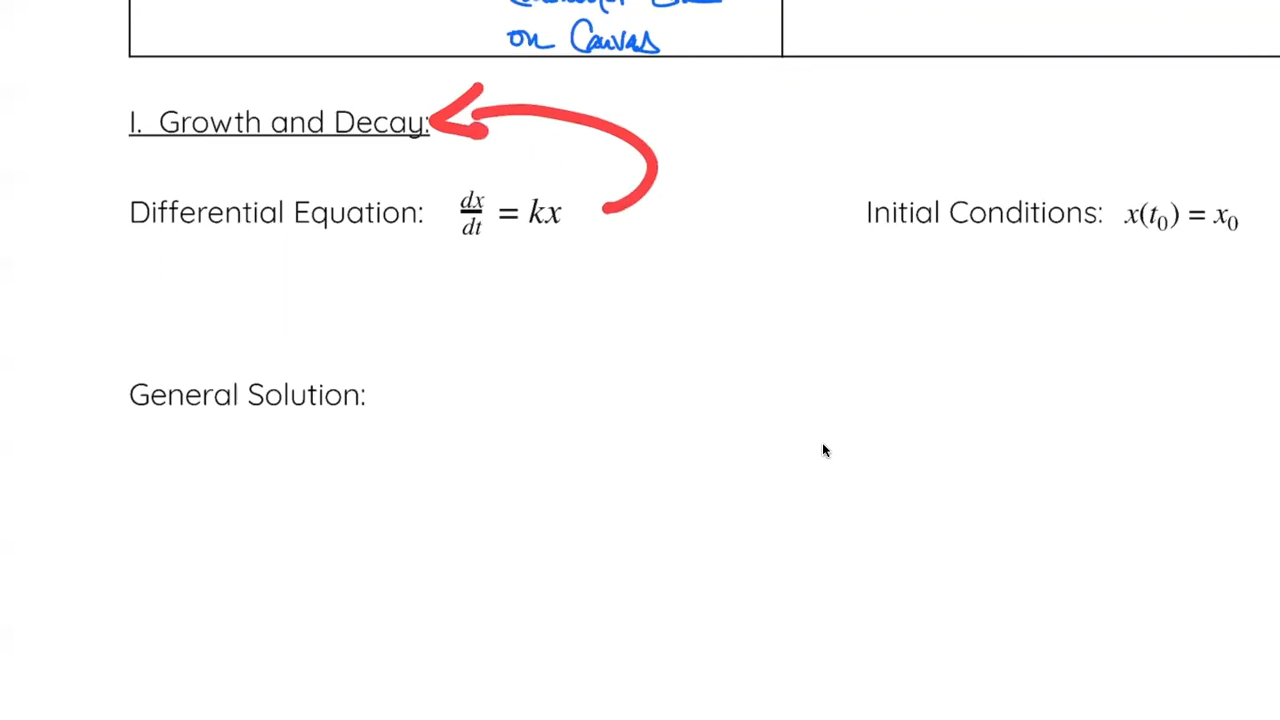 on Canvas
I. Growth and Decay:
Differential Equation: dx/dt = kx
Initial Conditions: x(t₀) = x₀
General Solution: